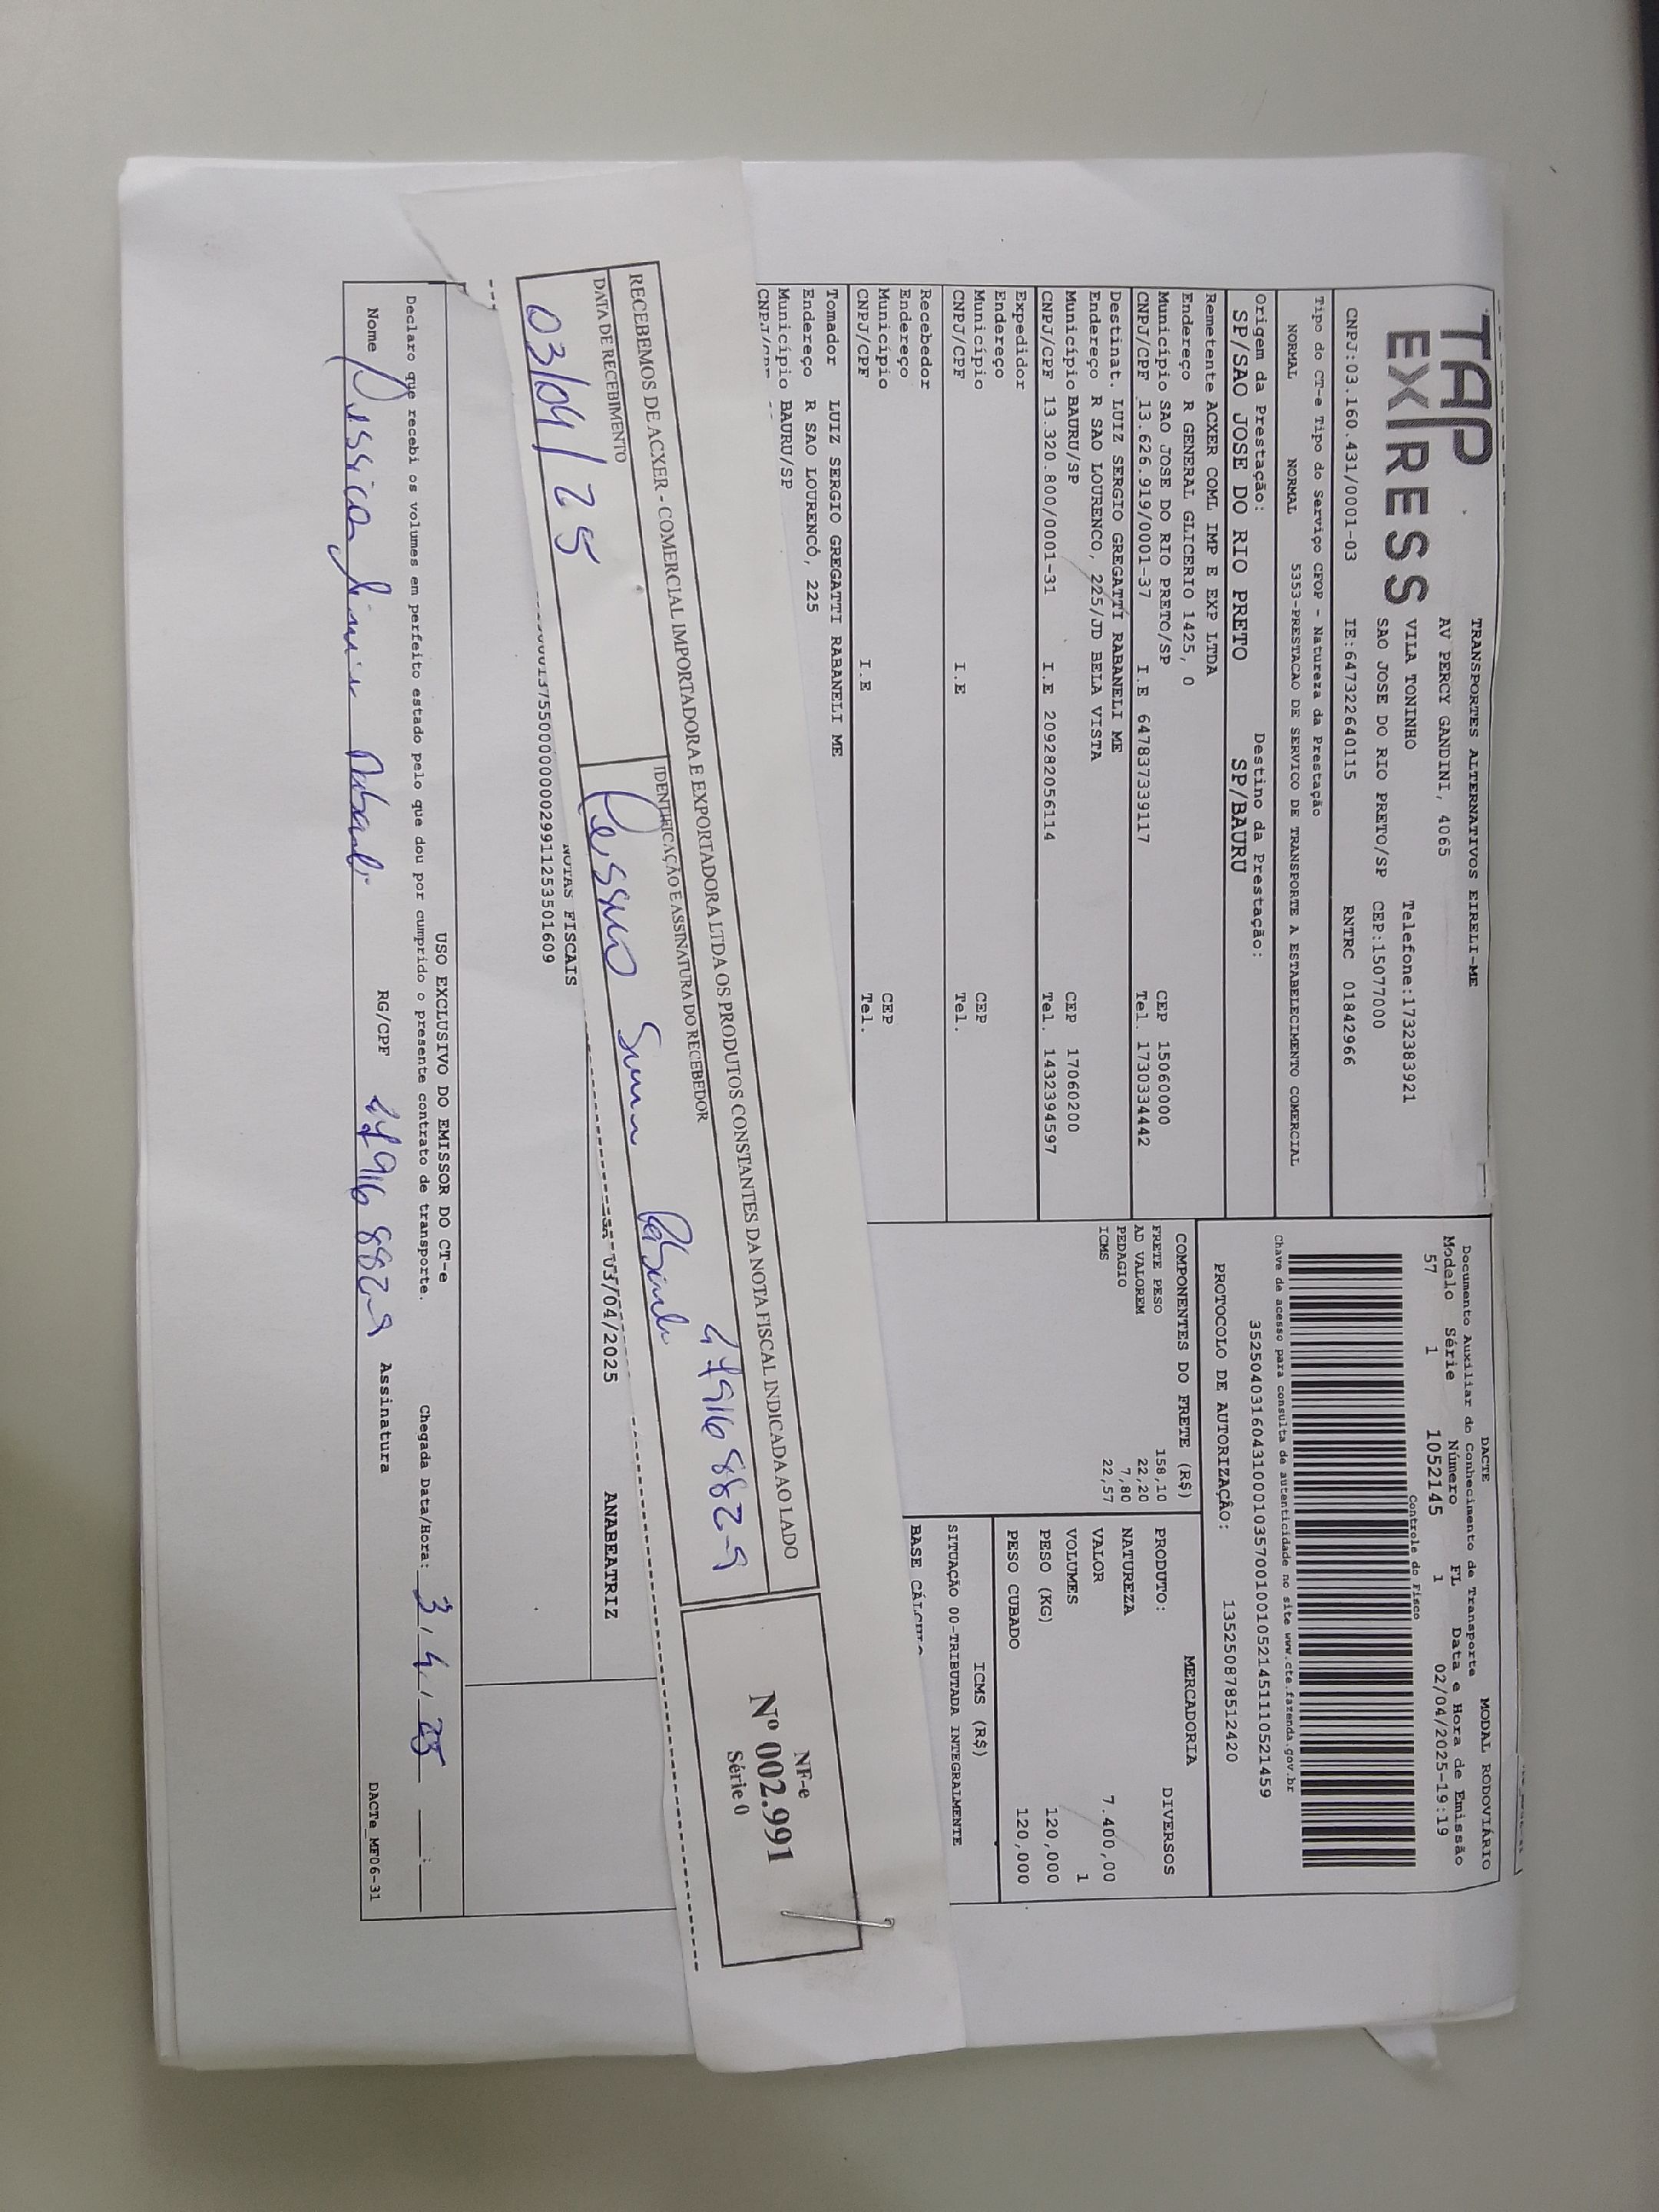 TAP
EXPRESS
TRANSPORTES ALTERNATIVOS EIRELI-ME
AV PERCY GANDINI, 4065
VILA TONINHO Telefone:1732383921
SAO JOSE DO RIO PRETO/SP CEP:15077000
CNPJ:03.160.431/0001-03 IE:647322640115 RNTRC 01842966
Tipo do CT-e Tipo do Serviço CFOP - Natureza da Prestação
NORMAL NORMAL 5353-PRESTACAO DE SERVICO DE TRANSPORTE A ESTABELECIMENTO COMERCIAL
Origem da Prestação: Destino da Prestação:
SP/SAO JOSE DO RIO PRETO SP/BAURU
Remetente ACXER COML IMP E EXP LTDA
Endereço R GENERAL GLICERIO 1425, 0
Município SAO JOSE DO RIO PRETO/SP CEP 15060000
CNPJ/CPF 13.626.919/0001-37 I.E 647837339117 Tel. 1730334442
Destinat. LUIZ SERGIO GREGATTI RABANELI ME
Endereço R SAO LOURENCO, 225/JD BELA VISTA
Município BAURU/SP CEP 17060200
CNPJ/CPF 13.320.800/0001-31 I.E 209282056114 Tel. 1432394597
Expedidor
Endereço
Município CEP
CNPJ/CPF I.E Tel.
Recebedor
Endereço
Município CEP
CNPJ/CPF I.E Tel.
Tomador LUIZ SERGIO GREGATTI RABANELI ME
Endereço R SAO LOURENCO, 225
Município BAURU/SP
CNPJ/CPF
DACTE MODAL RODOVIÁRIO
Documento Auxiliar do Conhecimento de Transporte
Modelo Série Número FL Data e Hora de Emissão
57 1 1052145 1 02/04/2025-19:19
Controle do Fisco
Chave de acesso para consulta de autenticidade no site www.cte.fazenda.gov.br
35250403160431000103570010010521451110521459
PROTOCOLO DE AUTORIZAÇÃO: 135250878512420
COMPONENTES DO FRETE (R$)
FRETE PESO 158,10
AD VALOREM 22,20
PEDAGIO 7,80
ICMS 22,57
MERCADORIA
PRODUTO: DIVERSOS
NATUREZA
VALOR 7.400,00
VOLUMES 1
PESO (KG) 120,000
PESO CUBADO 120,000
ICMS (R$)
SITUAÇÃO 00-TRIBUTADA INTEGRALMENTE
BASE CÁLCULO
RECEBEMOS DE ACXER - COMERCIAL IMPORTADORA E EXPORTADORA LTDA OS PRODUTOS CONSTANTES DA NOTA FISCAL INDICADA AO LADO
DATA DE RECEBIMENTO IDENTIFICAÇÃO E ASSINATURA DO RECEBEDOR
03/04/25
479168829
NF-e
Nº 002.991
Série 0
03/04/2025 ANABEATRIZ
NOTAS FISCAIS
137550000000029911253501609
USO EXCLUSIVO DO EMISSOR DO CT-e
Declaro que recebi os volumes em perfeito estado pelo que dou por cumprido o presente contrato de transporte. Chegada Data/Hora: 3/4/25
Nome RG/CPF 479168829 Assinatura
DACTe_MF06-31